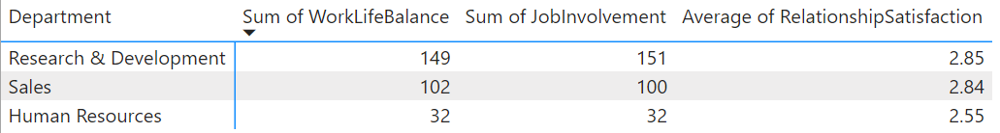 Department Sum of WorkLifeBalance Sum of JobInvolvement Average of RelationshipSatisfaction
Research & Development 149 151 2.85
Sales 102 100 2.84
Human Resources 32 32 2.55